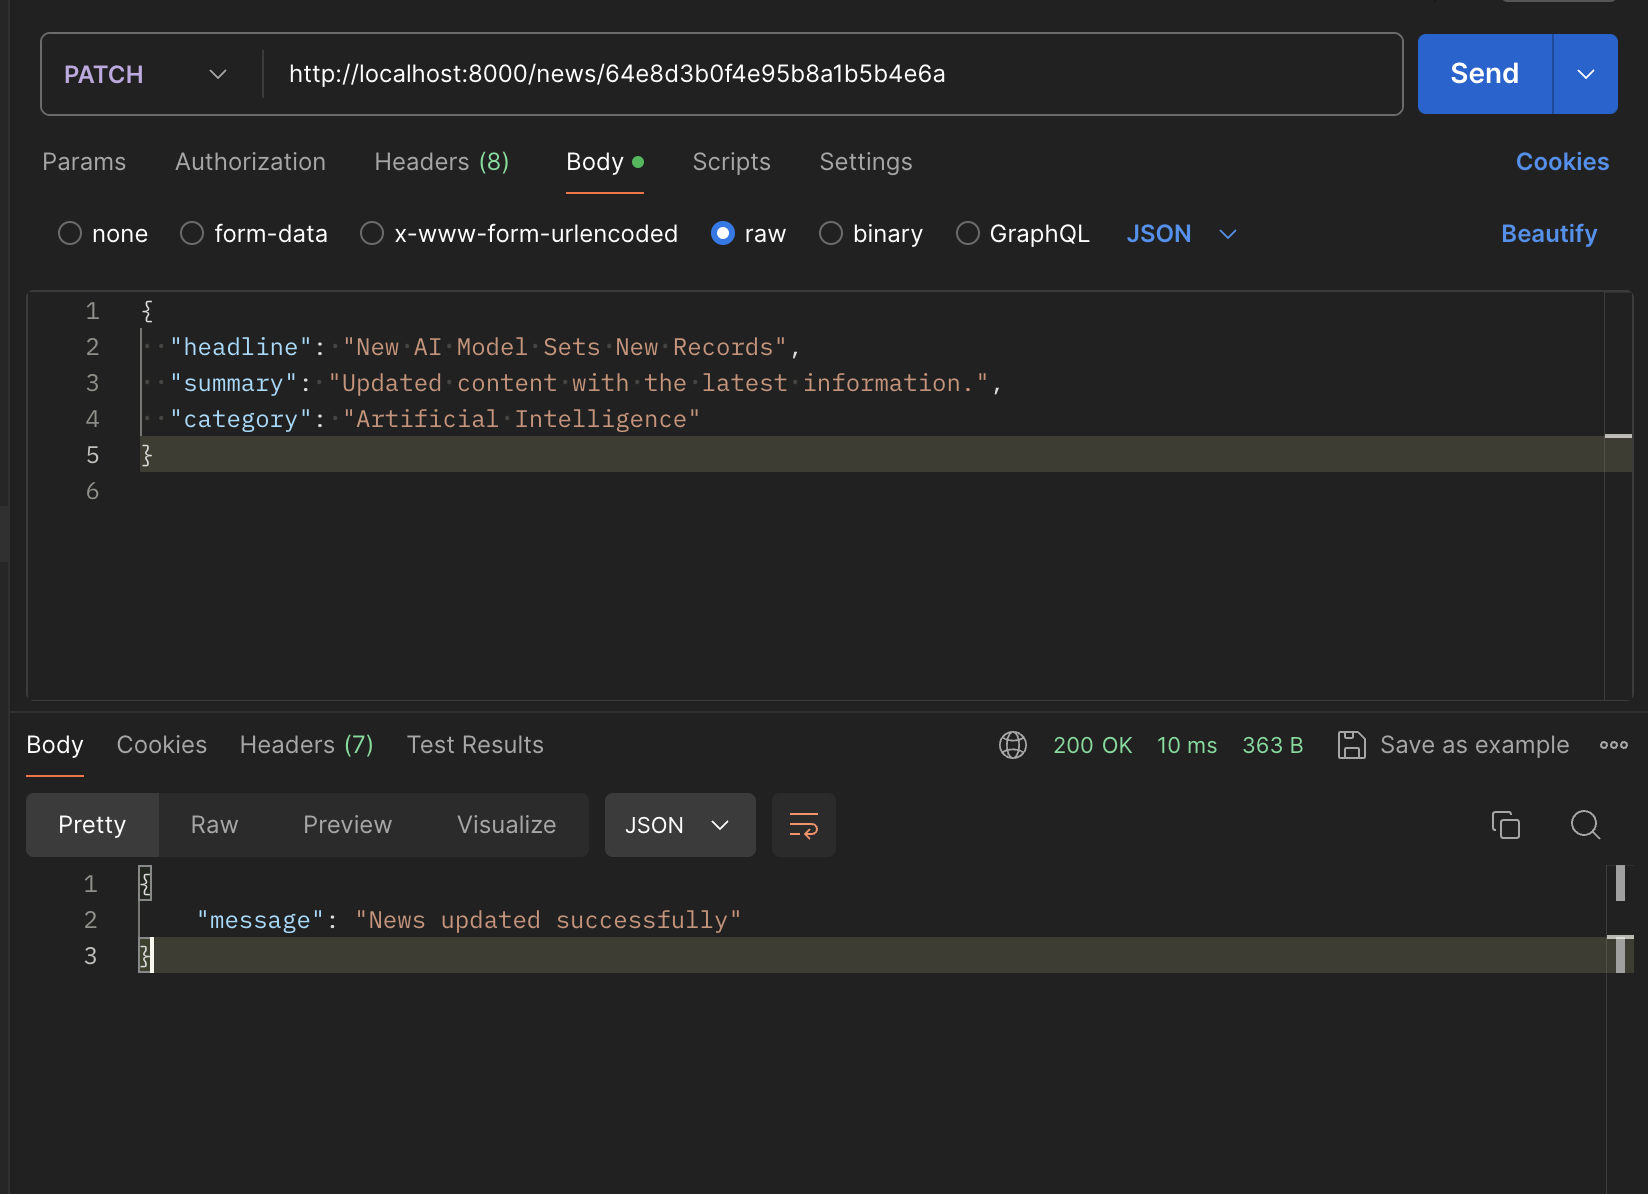 PATCH http://localhost:8000/news/64e8d3b0f4e95b8a1b5b4e6a Send
Params Authorization Headers (8) Body Scripts Settings Cookies
none form-data x-www-form-urlencoded raw binary GraphQL JSON Beautify
1 {
2 "headline": "New AI Model Sets New Records",
3 "summary": "Updated content with the latest information.",
4 "category": "Artificial Intelligence"
5 }
6
Body Cookies Headers (7) Test Results 200 OK 10 ms 363 B Save as example
Pretty Raw Preview Visualize JSON
1 {
2 "message": "News updated successfully"
3 }